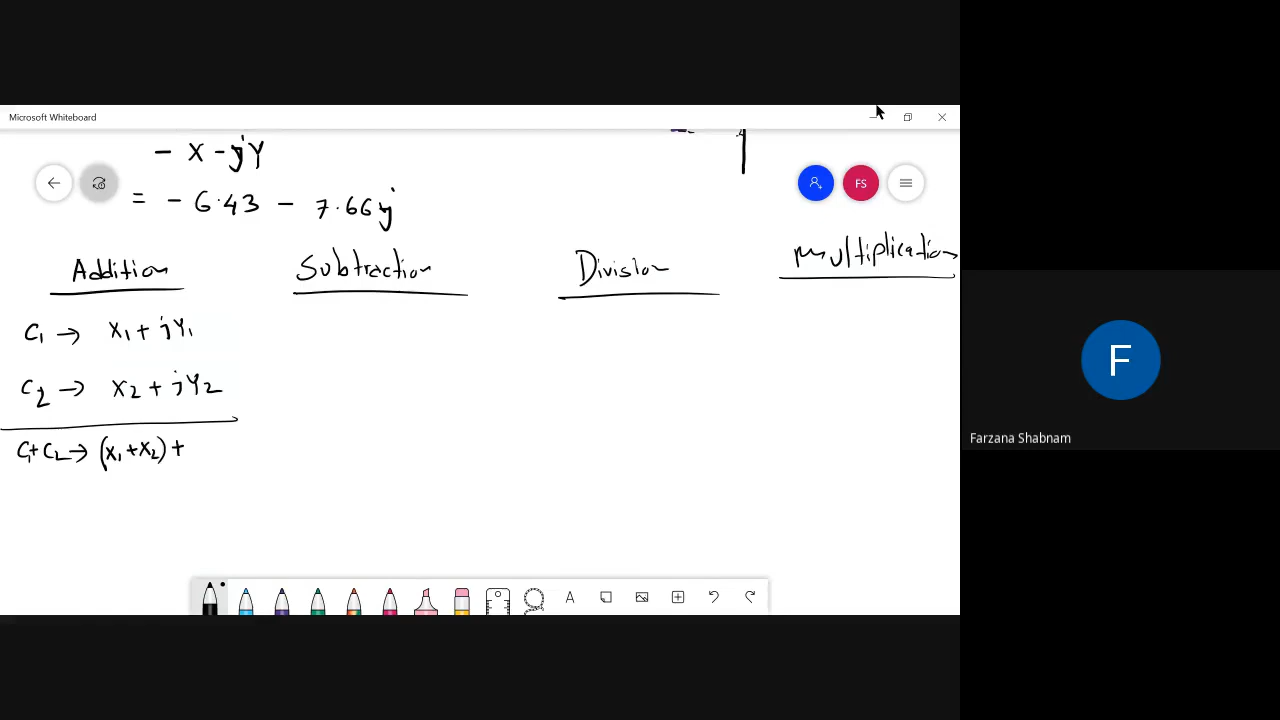 Microsoft Whiteboard
- X - jY
= - 6.43 - 7.66j
FS
Addition Subtraction Division Multiplication
C1 → X1 + jY1
C2 → X2 + jY2
C1+C2 → (X1+X2) +
F
Farzana Shabnam
A